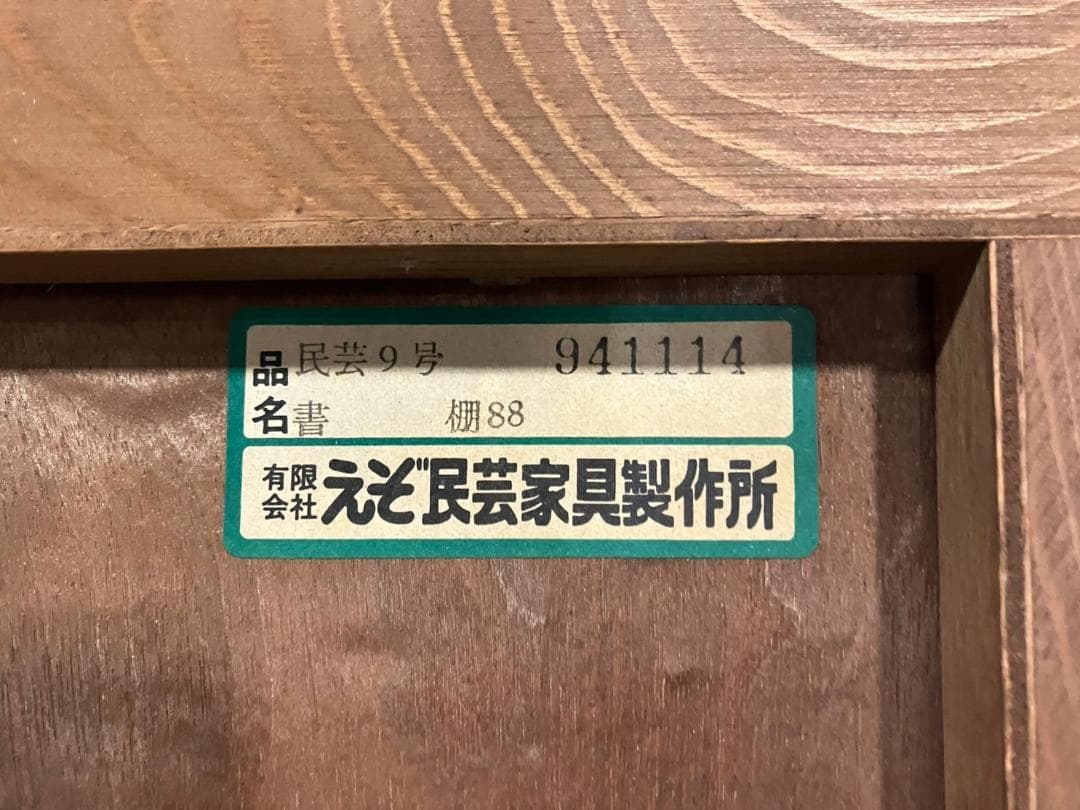 品名
民芸9号 941114
書 棚88
有限会社 えぞ民芸家具製作所